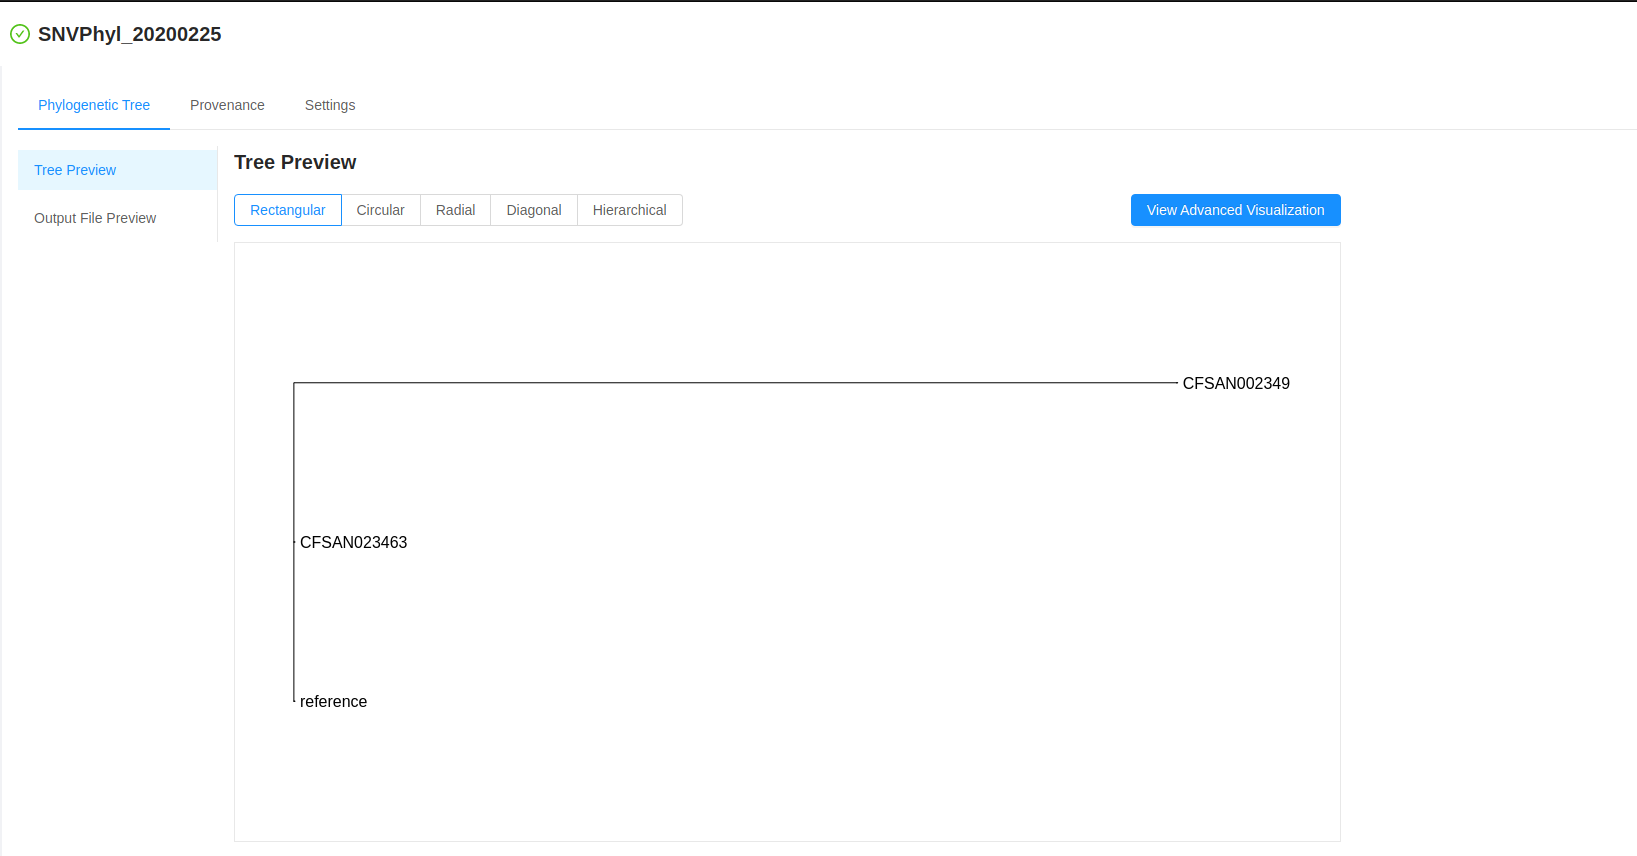 SNVPhyl_20200225
Phylogenetic Tree Provenance Settings
Tree Preview
Output File Preview
Tree Preview
Rectangular Circular Radial Diagonal Hierarchical View Advanced Visualization
CFSAN002349
CFSAN023463
reference